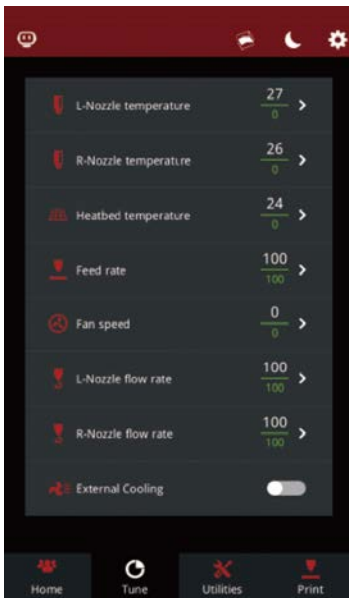 27
L-Nozzle temperature
0
26
R-Nozzle temperature
0
24
Heatbed temperature
0
100
Feed rate
100
0
Fan speed
0
100
L-Nozzle flow rate
100
100
R-Nozzle flow rate
100
External Cooling
Home Tune Utilities Print